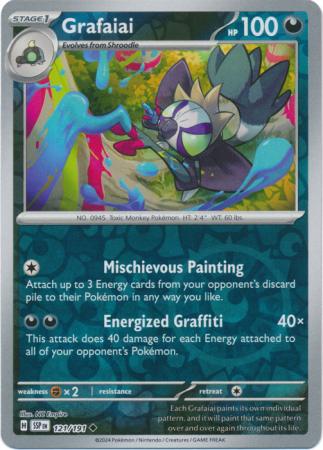 STAGE 1
Grafaiai
HP 100
Evolves from Shroodle
NO. 0945 Toxic Monkey Pokémon HT: 2'4" WT: 60 lbs.
Mischievous Painting
Attach up to 3 Energy cards from your opponent's discard
pile to their Pokémon in any way you like.
Energized Graffiti 40×
This attack does 40 damage for each Energy attached
to all of your opponent's Pokémon.
weakness ×2 resistance retreat
Illus. NC Empire
H SSP EN 121/191
Each Grafaiai paints its own individual
pattern, and it will paint that same pattern
over and over again throughout its life.
©2024 Pokémon / Nintendo / Creatures / GAME FREAK